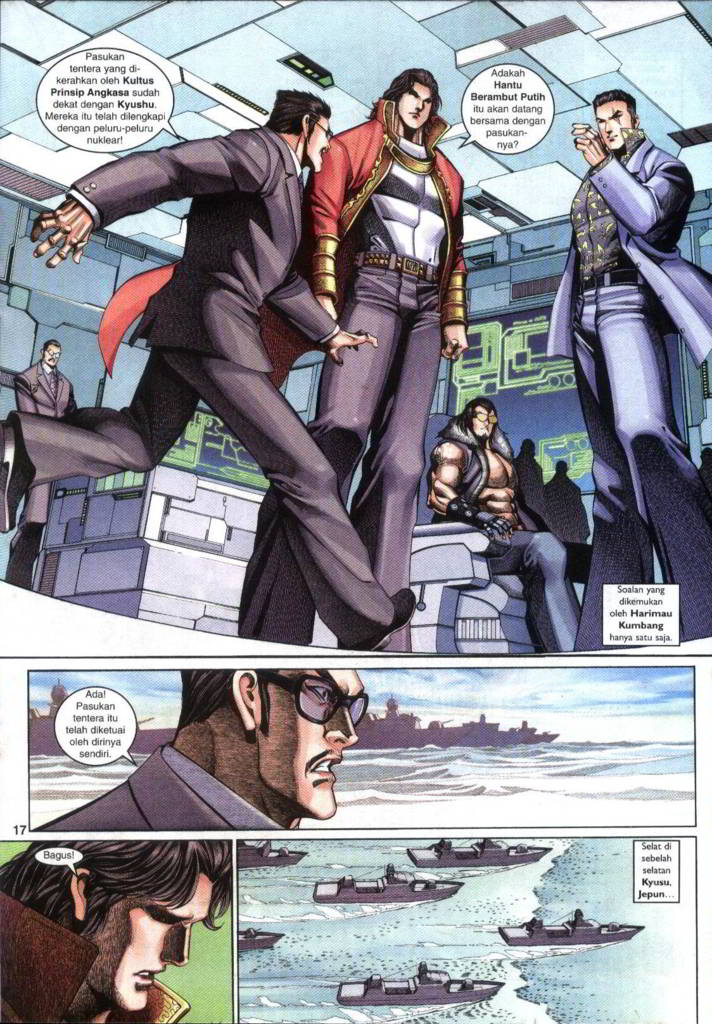 Pasukan
tentera yang di-
kerahkan oleh Kultus
Prinsip Angkasa sudah
dekat dengan Kyushu.
Mereka itu telah dilengkapi
dengan peluru-peluru
nuklear!
Adakah
Hantu
Berambut Putih
itu akan datang
bersama dengan
pasukan-
nya?
Soalan yang
dikemukan
oleh Harimau
Kumbang
hanya satu saja.
Ada!
Pasukan
tentera itu
telah diketuai
oleh dirinya
sendiri.
17
Bagus!
Selat di
sebelah
selatan
Kyusu,
Jepun...